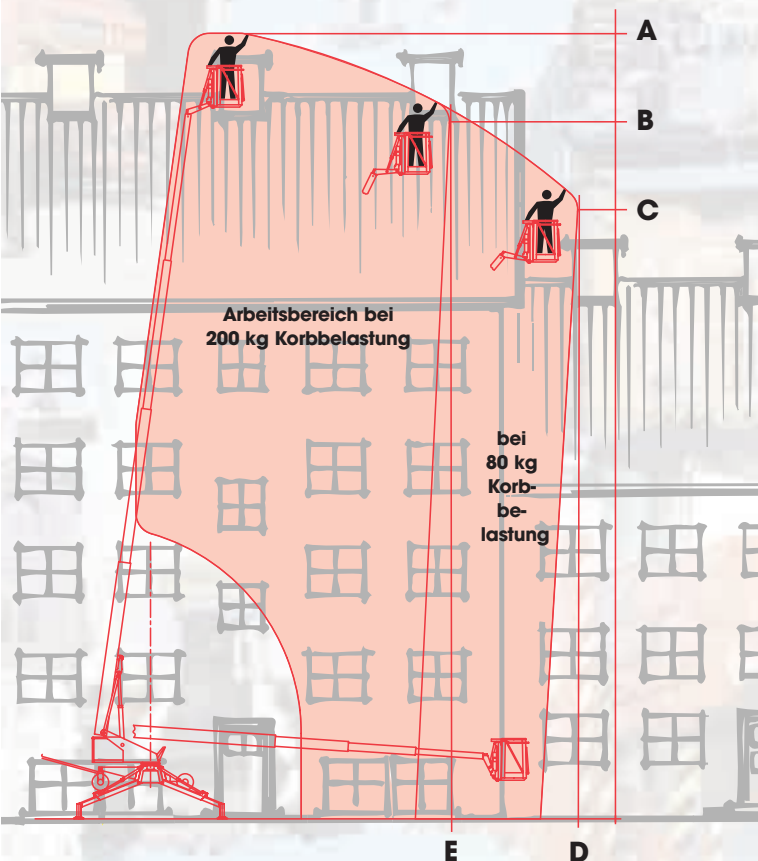 A
B
C
Arbeitsbereich bei
200 kg Korbbelastung
bei
80 kg
Korb-
be-
lastung
E
D